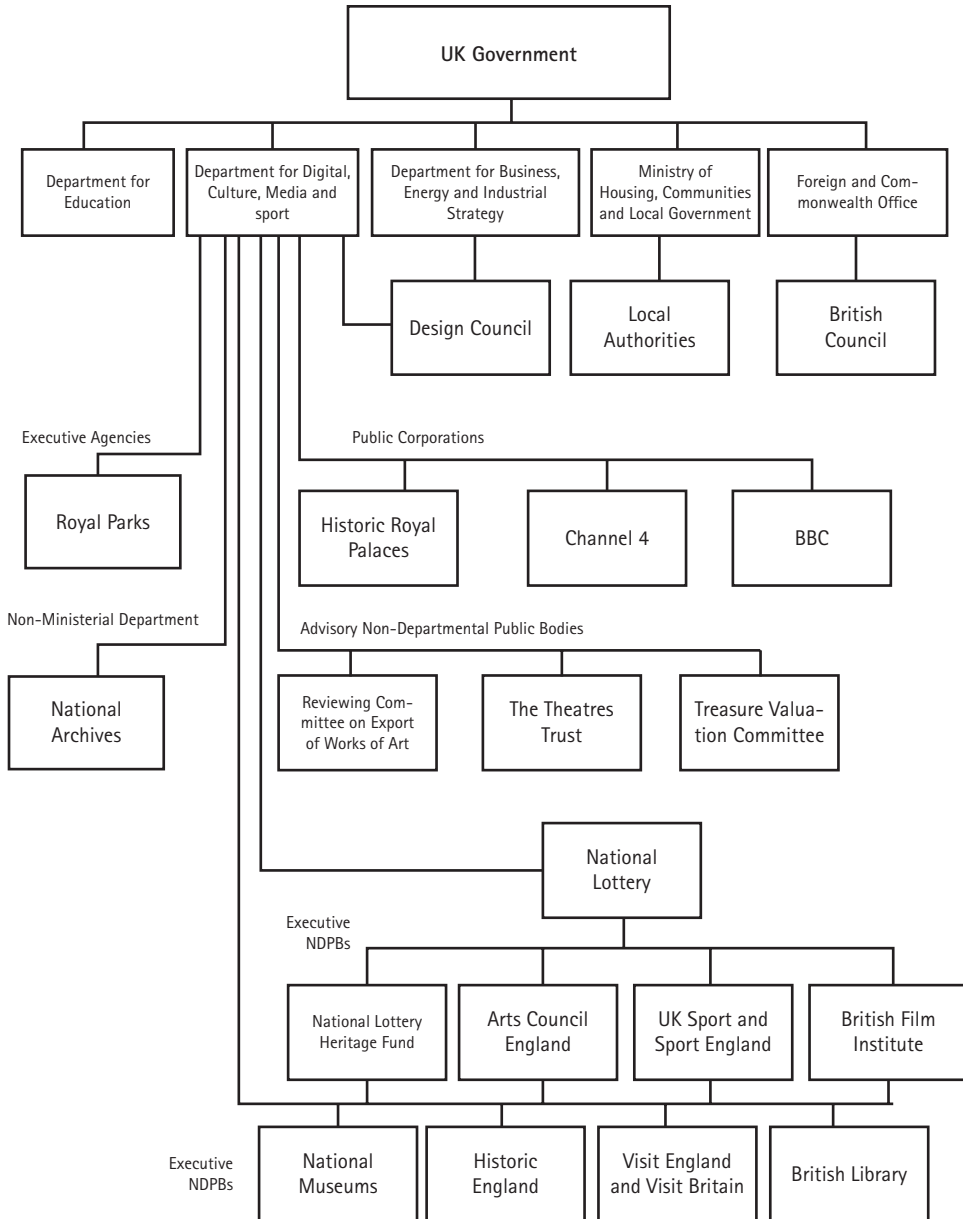 UK Government
Department for
Education
Department for Digital,
Culture, Media and
sport
Department for Business,
Energy and Industrial
Strategy
Ministry of
Housing, Communities
and Local Government
Foreign and Com-
monwealth Office
Design Council
Local
Authorities
British
Council
Executive Agencies
Public Corporations
Royal Parks
Historic Royal
Palaces
Channel 4
BBC
Non-Ministerial Department
Advisory Non-Departmental Public Bodies
National
Archives
Reviewing Com-
mittee on Export
of Works of Art
The Theatres
Trust
Treasure Valua-
tion Committee
National
Lottery
Executive
NDPBs
National Lottery
Heritage Fund
Arts Council
England
UK Sport and
Sport England
British Film
Institute
Executive
NDPBs
National
Museums
Historic
England
Visit England
and Visit Britain
British Library